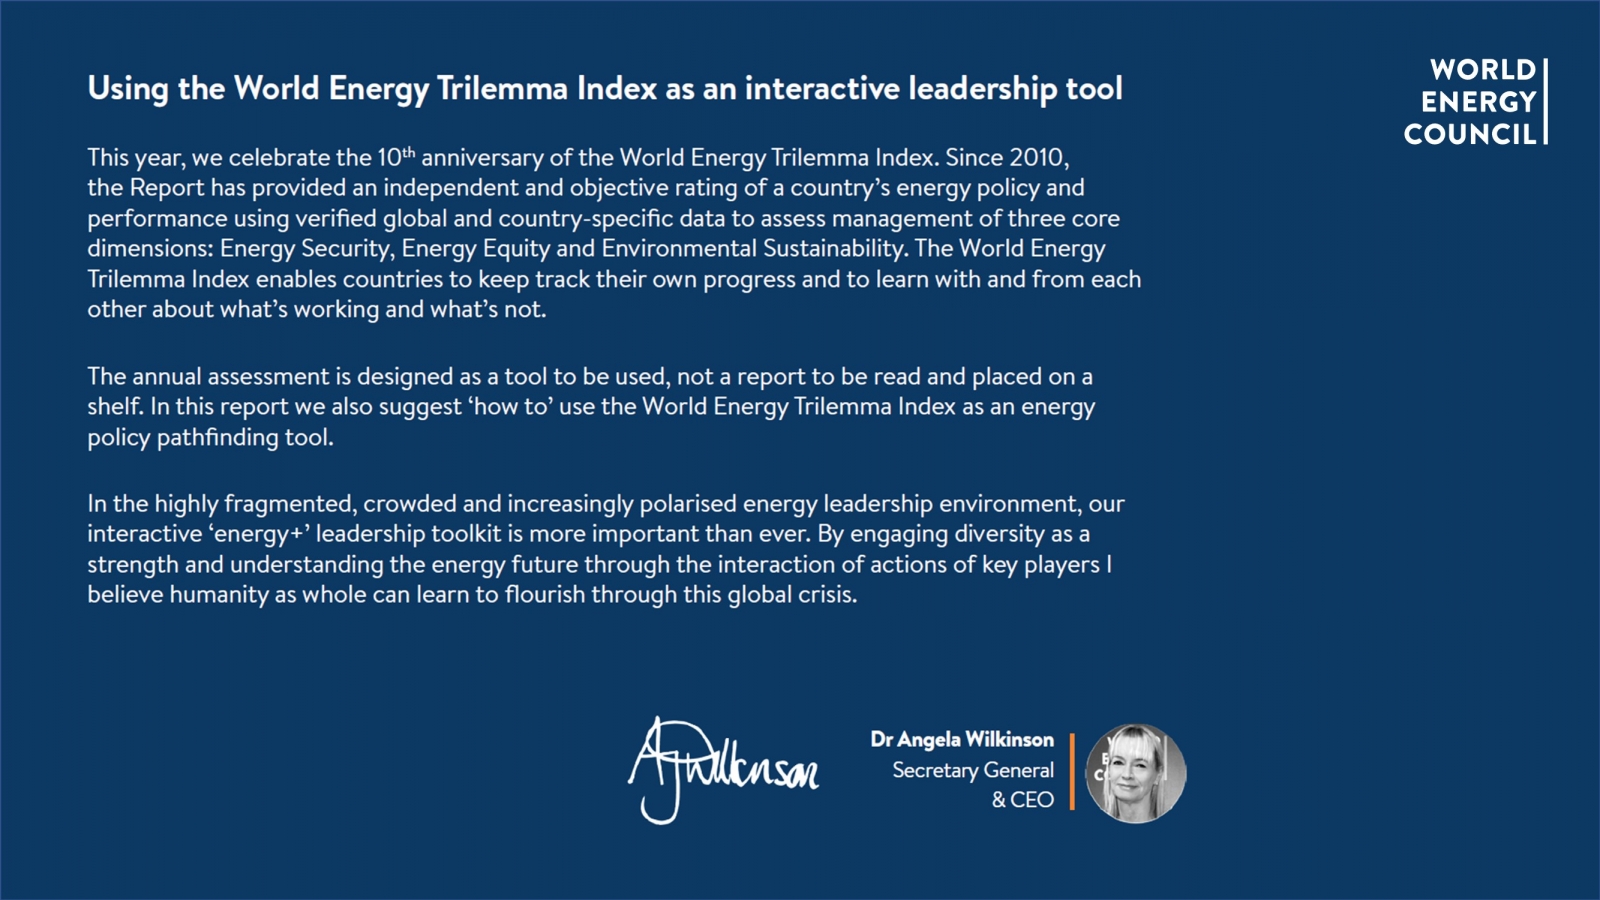 Using the World Energy Trilemma Index as an interactive leadership tool
WORLD
ENERGY
COUNCIL
This year, we celebrate the 10th anniversary of the World Energy Trilemma Index. Since 2010,
the Report has provided an independent and objective rating of a country’s energy policy and
performance using verified global and country-specific data to assess management of three core
dimensions: Energy Security, Energy Equity and Environmental Sustainability. The World Energy
Trilemma Index enables countries to keep track their own progress and to learn with and from each
other about what’s working and what’s not.
The annual assessment is designed as a tool to be used, not a report to be read and placed on a
shelf. In this report we also suggest ‘how to’ use the World Energy Trilemma Index as an energy
policy pathfinding tool.
In the highly fragmented, crowded and increasingly polarised energy leadership environment, our
interactive ‘energy+’ leadership toolkit is more important than ever. By engaging diversity as a
strength and understanding the energy future through the interaction of actions of key players I
believe humanity as whole can learn to flourish through this global crisis.
AJWilkinson
Dr Angela Wilkinson
Secretary General
& CEO